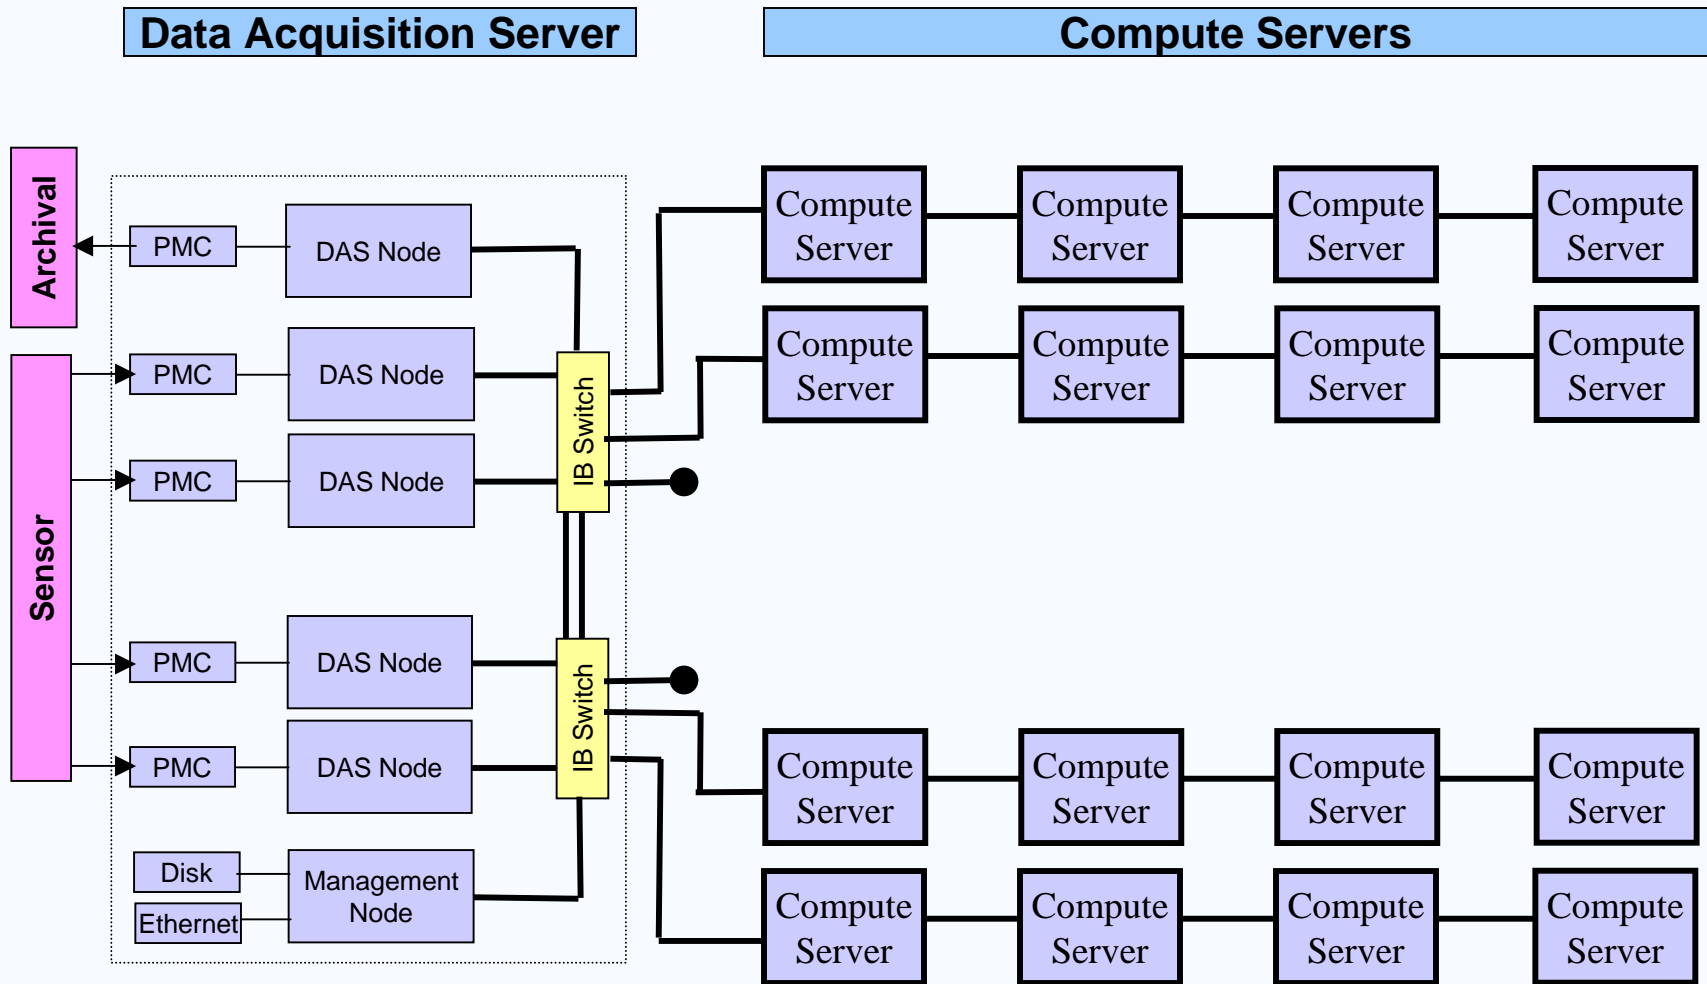 Data Acquisition Server
Compute Servers
Archival
PMC
DAS Node
Compute
Server
Compute
Server
Compute
Server
Compute
Server
Sensor
PMC
DAS Node
IB Switch
Compute
Server
Compute
Server
Compute
Server
Compute
Server
PMC
DAS Node
PMC
DAS Node
IB Switch
PMC
DAS Node
Compute
Server
Compute
Server
Compute
Server
Compute
Server
Disk
Ethernet
Management
Node
Compute
Server
Compute
Server
Compute
Server
Compute
Server